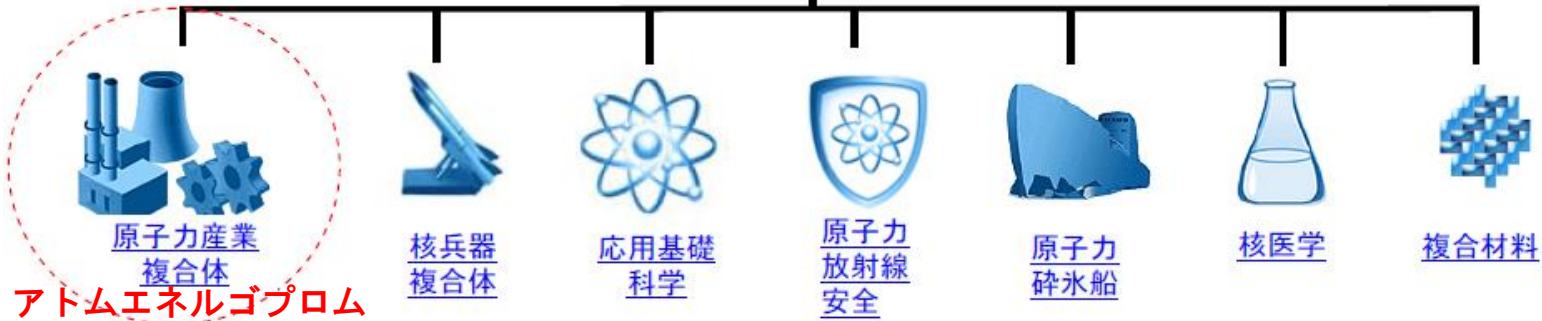 原子力産業
複合体
アトムエネルゴプロム
核兵器
複合体
応用基礎
科学
原子力
放射線
安全
原子力
砕氷船
核医学
複合材料